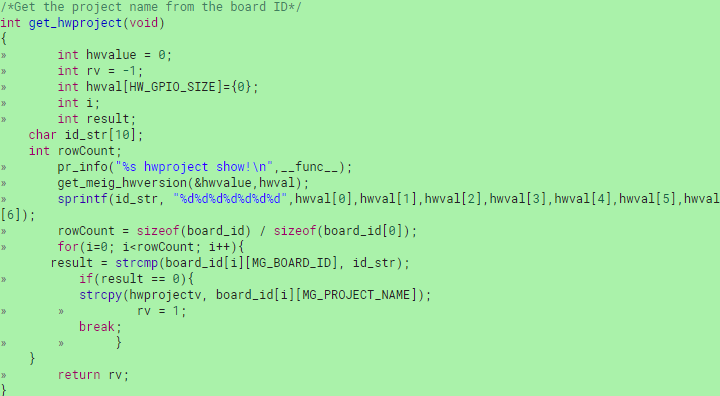 /*Get the project name from the board ID*/
int get_hwproject(void)
{
»       int hwvalue = 0;
»       int rv = -1;
»       int hwval[HW_GPIO_SIZE]={0};
»       int i;
»       int result;
    char id_str[10];
    int rowCount;
»       pr_info("%s hwproject show!\n",__func__);
»       get_meig_hwversion(&hwvalue,hwval);
»       sprintf(id_str, "%d%d%d%d%d%d%d",hwval[0],hwval[1],hwval[2],hwval[3],hwval[4],hwval[5],hwval
[6]);
»       rowCount = sizeof(board_id) / sizeof(board_id[0]);
»       for(i=0; i<rowCount; i++){
       result = strcmp(board_id[i][MG_BOARD_ID], id_str);
»          if(result == 0){
           strcpy(hwprojectv, board_id[i][MG_PROJECT_NAME]);
»       »          rv = 1;
           break;
»       »       }
    }
»       return rv;
}